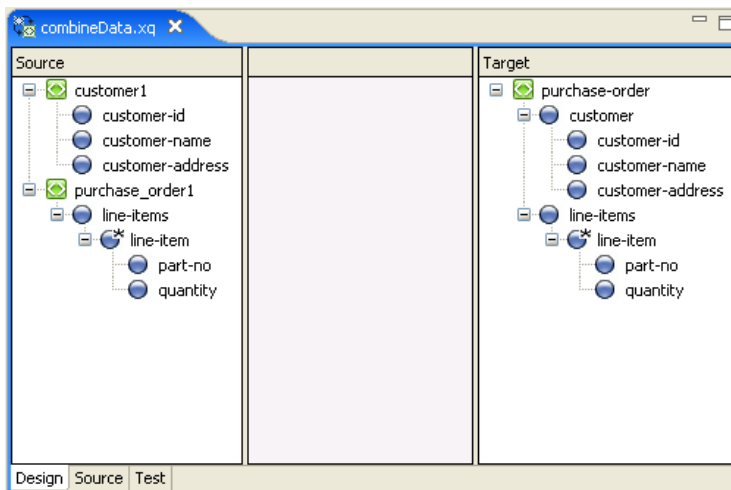 combineData.xq
Source
customer1
customer-id
customer-name
customer-address
purchase_order1
line-items
line-item
part-no
quantity
Target
purchase-order
customer
customer-id
customer-name
customer-address
line-items
line-item
part-no
quantity
Design Source Test